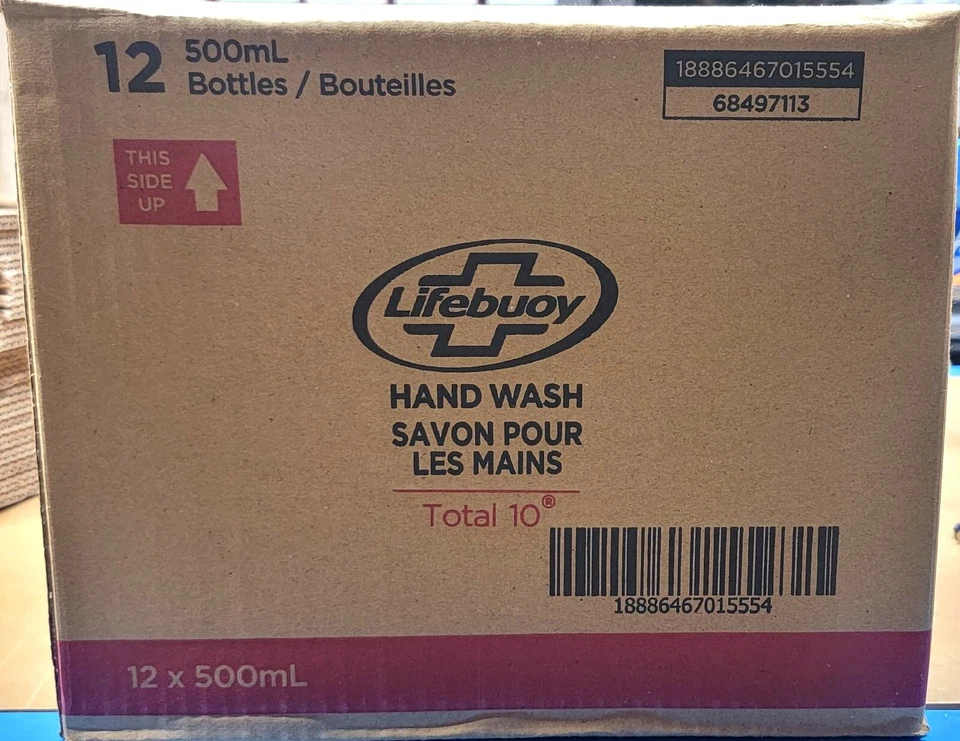 12 500mL
Bottles / Bouteilles
18886467015554
68497113
THIS
SIDE
UP
Lifebuoy
HAND WASH
SAVON POUR
LES MAINS
Total 10®
18886467015554
12 x 500mL